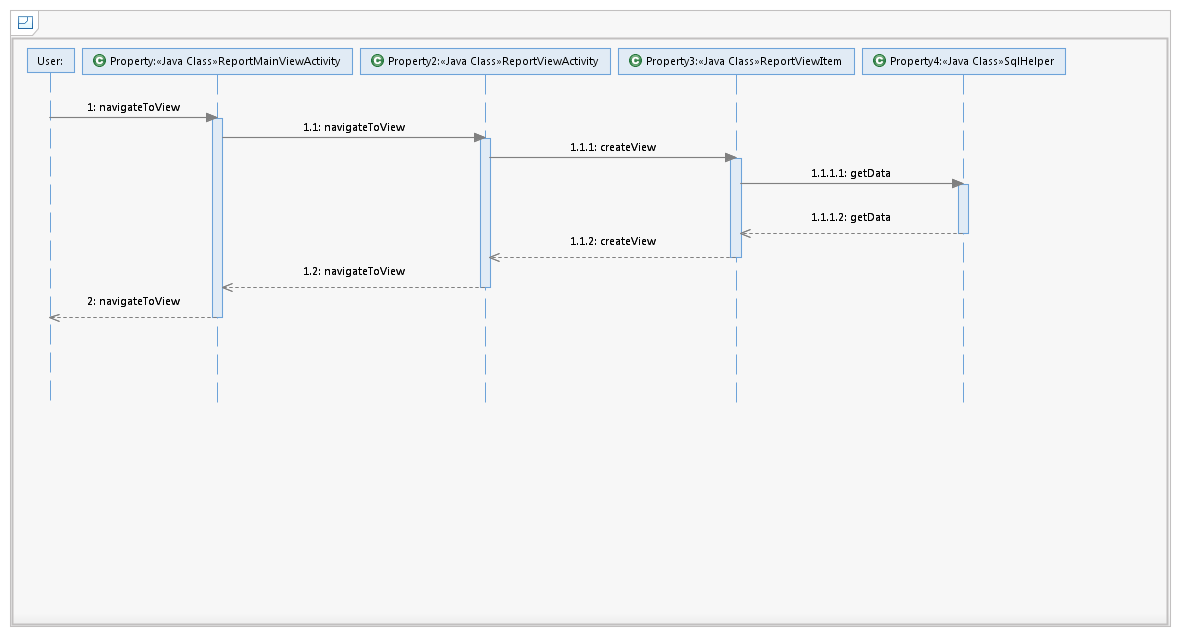 User:
C Property:«Java Class»ReportMainViewActivity
C Property2:«Java Class»ReportViewActivity
C Property3:«Java Class»ReportViewItem
C Property4:«Java Class»SqlHelper
1: navigateToView
1.1: navigateToView
1.1.1: createView
1.1.1.1: getData
1.1.1.2: getData
1.1.2: createView
1.2: navigateToView
2: navigateToView